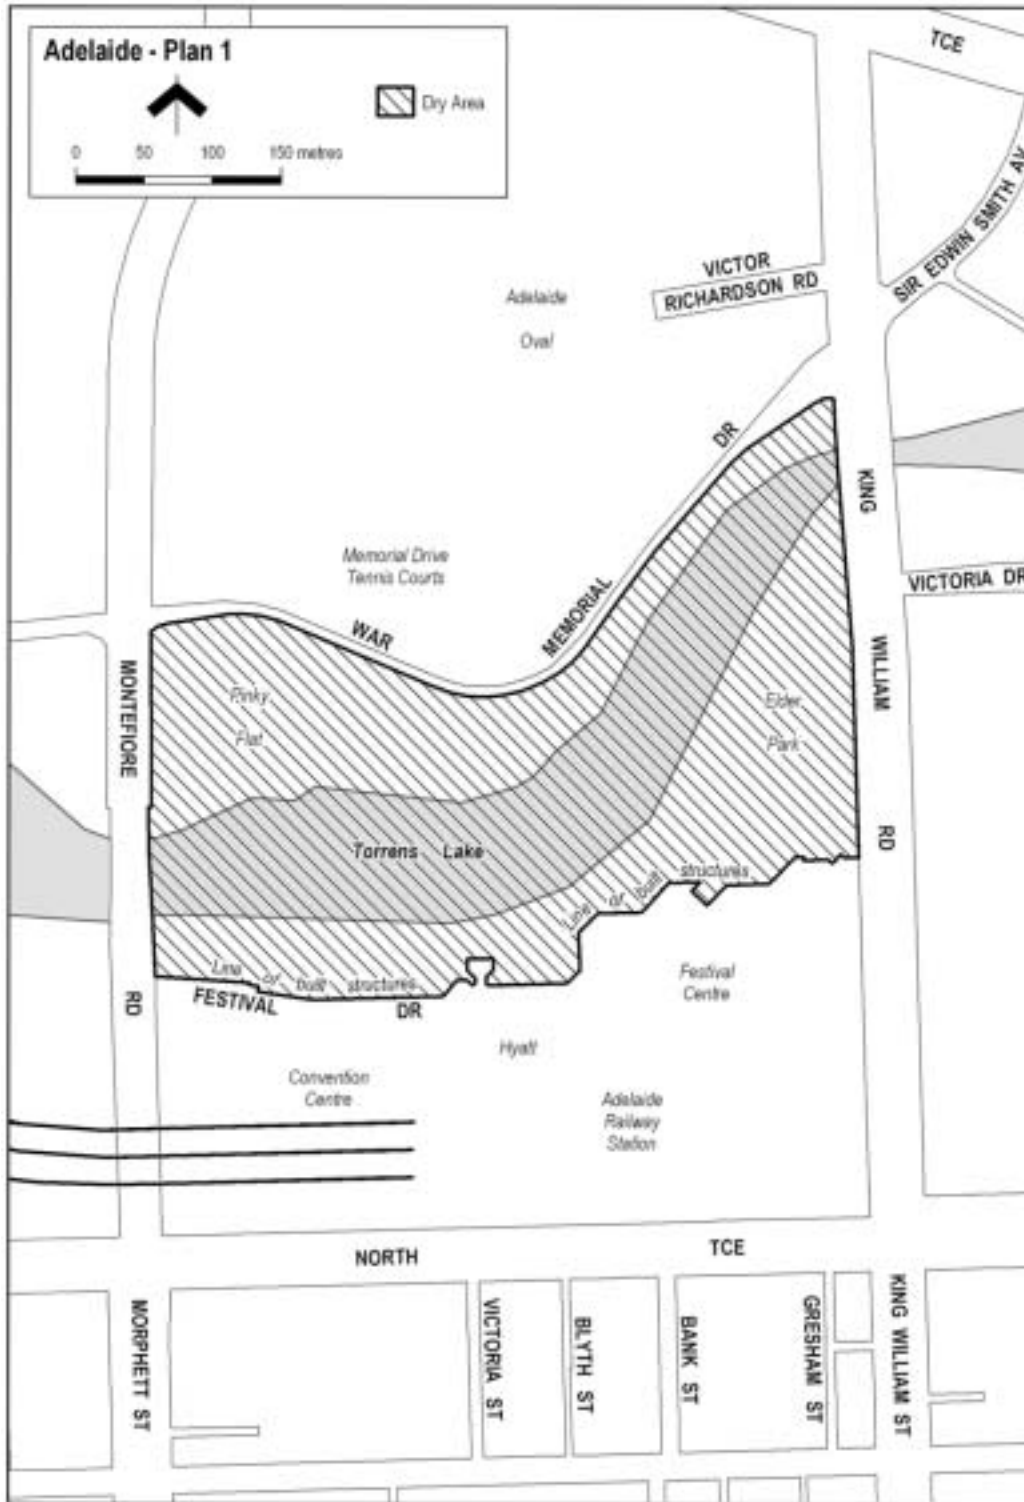 Adelaide - Plan 1
Dry Area
0 50 100 150 metres
TCE
SIR EDWIN SMITH AV
VICTOR
RICHARDSON RD
Adelaide
Oval
DR
KING
Memorial Drive
Tennis Courts
VICTORIA DR
MEMORIAL
WAR
WILLIAM
MONTEFIORE
Pinky
Flat
Elder
Park
RD
Torrens Lake
Line of built structures
Line of built structures
FESTIVAL
DR
RD
Festival
Centre
Hyatt
Convention
Centre
Adelaide
Railway
Station
NORTH
TCE
MORPHETT ST
VICTORIA ST
BLYTH ST
BANK ST
GRESHAM ST
KING WILLIAM ST